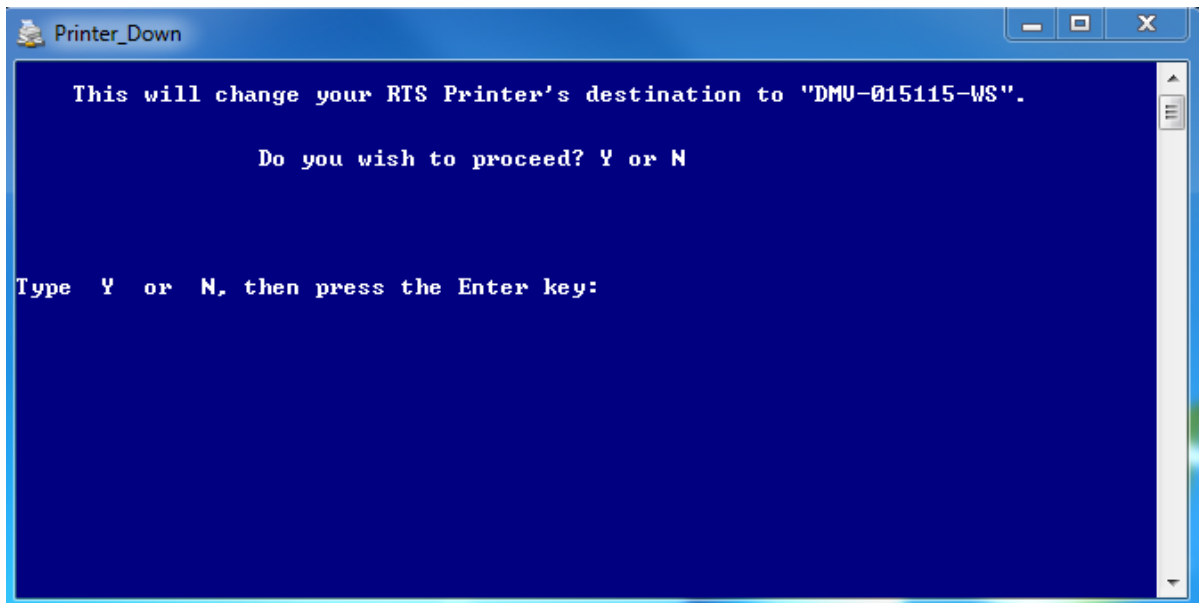 Printer_Down
This will change your RTS Printer's destination to "DMV-015115-WS".
Do you wish to proceed? Y or N
Type Y or N, then press the Enter key: